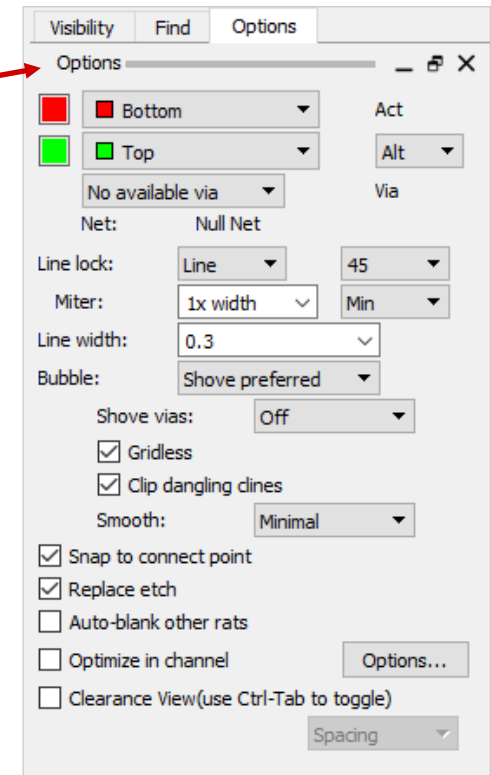 Visibility Find Options
Options
Bottom Act
Top Alt
No available via Via
Net: Null Net
Line lock: Line 45
Miter: 1x width Min
Line width: 0.3
Bubble: Shove preferred
Shove vias: Off
Gridless
Clip dangling clines
Smooth: Minimal
Snap to connect point
Replace etch
Auto-blank other rats
Optimize in channel Options...
Clearance View(use Ctrl-Tab to toggle)
Spacing